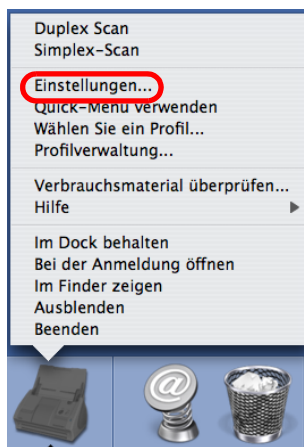 Duplex Scan
Simplex-Scan
Einstellungen...
Quick-Menü verwenden
Wählen Sie ein Profil...
Profilverwaltung...
Verbrauchsmaterial überprüfen...
Hilfe
Im Dock behalten
Bei der Anmeldung öffnen
Im Finder zeigen
Ausblenden
Beenden
@